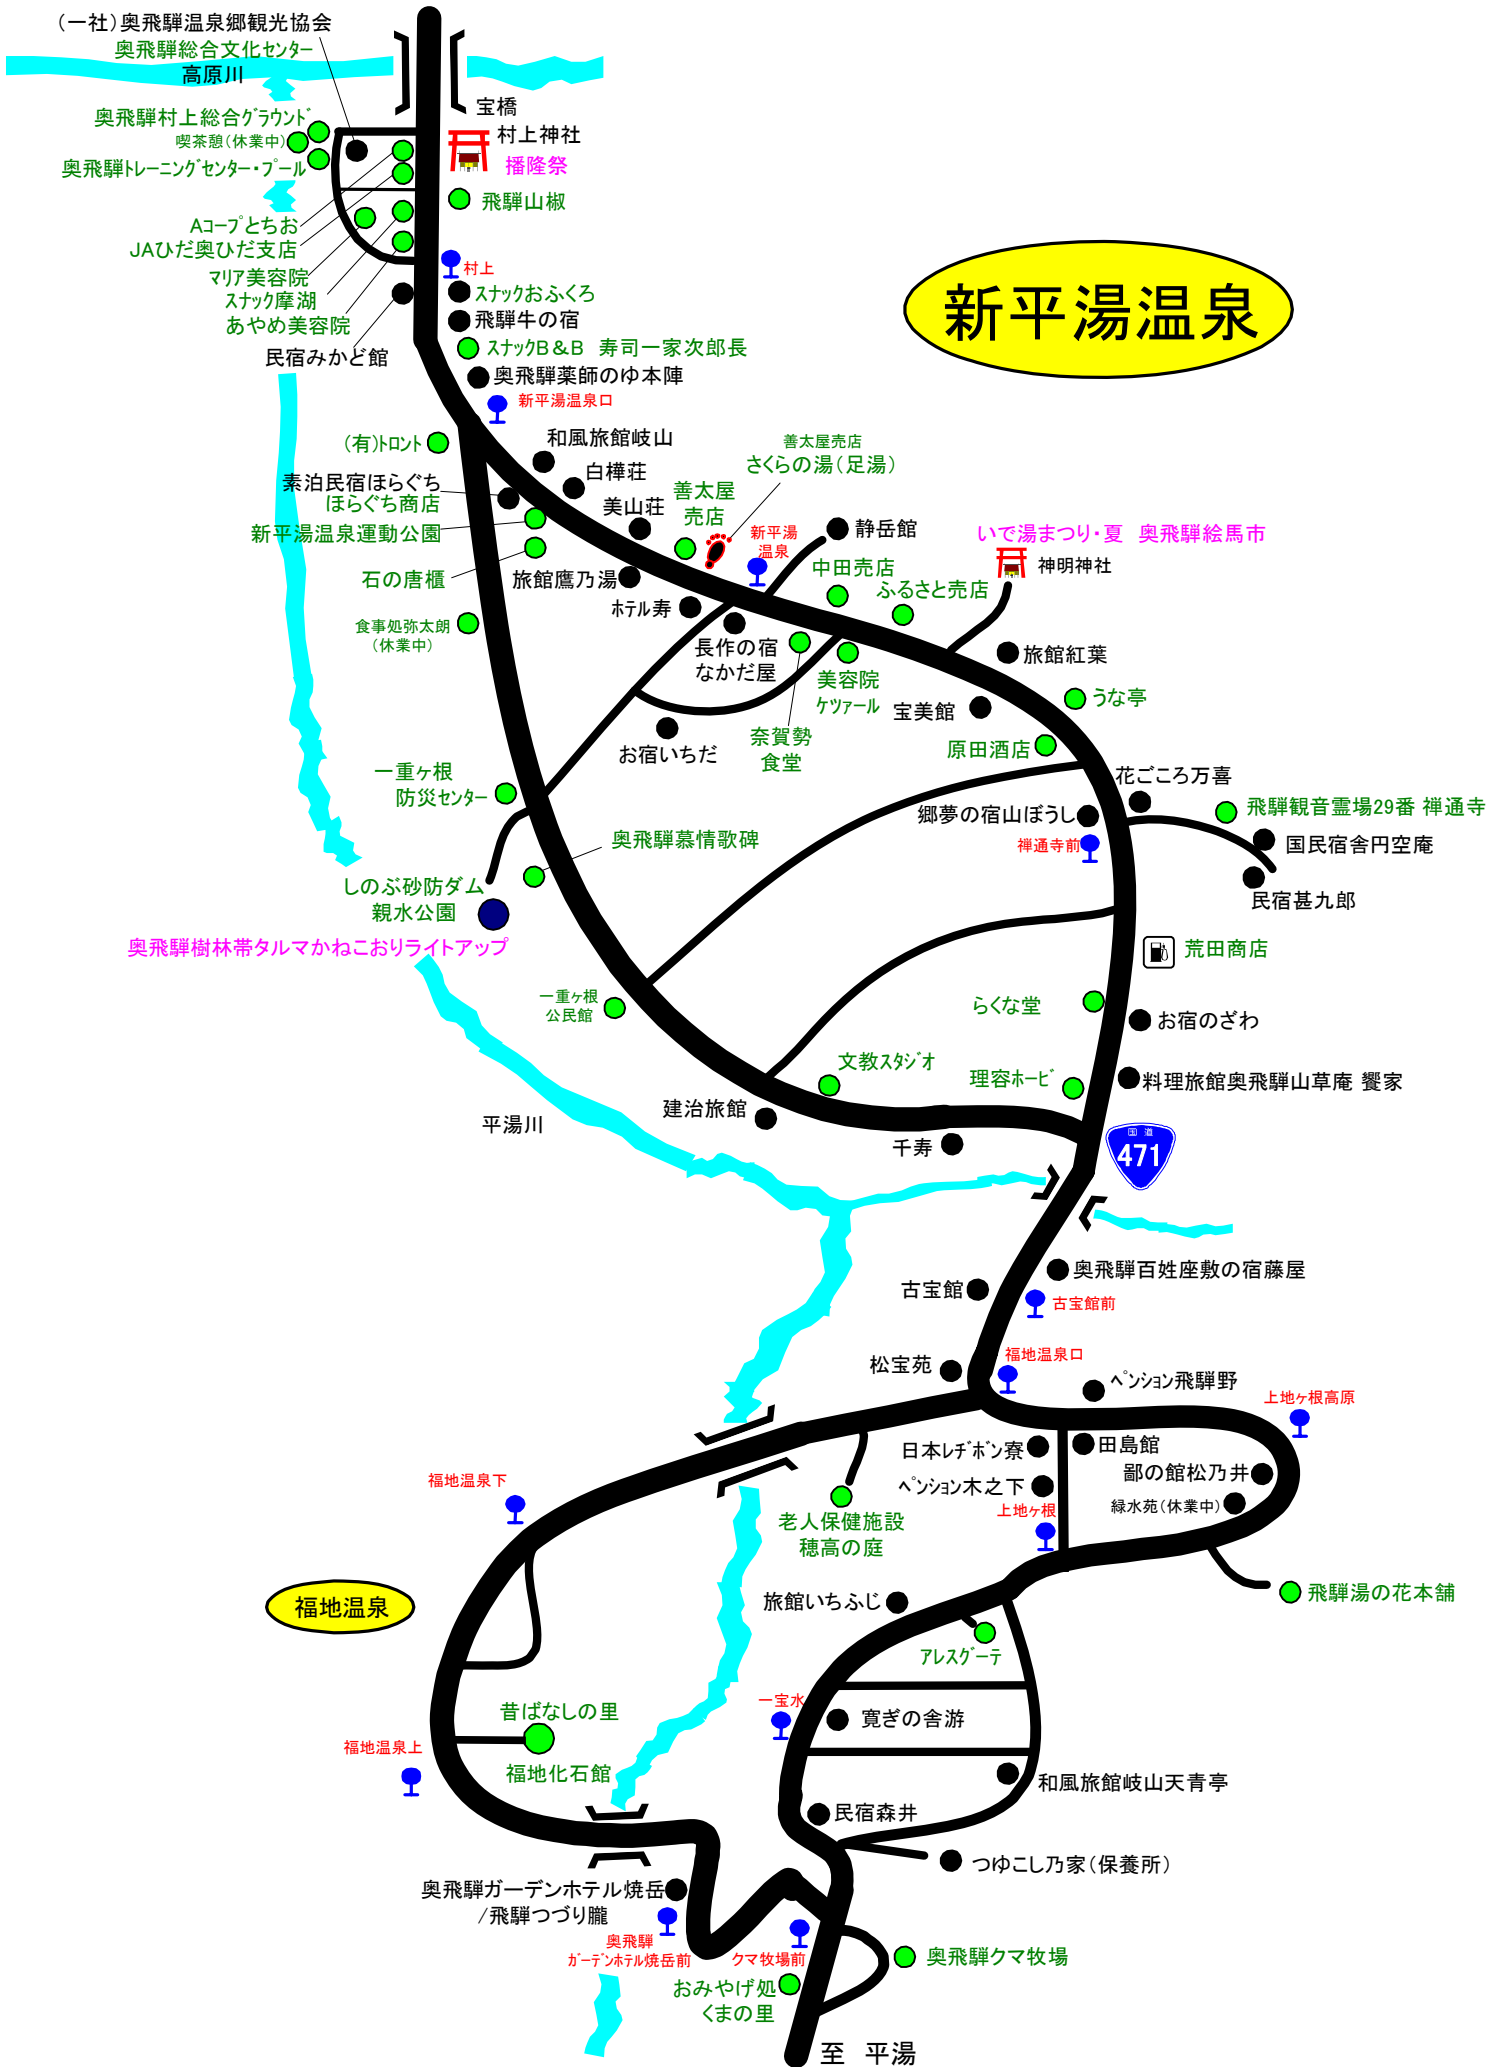 (一社)奥飛騨温泉郷観光協会
奥飛騨総合文化ｾﾝﾀｰ
高原川
宝橋
奥飛騨村上総合ｸﾞﾗｳﾝﾄﾞ
喫茶憩(休業中)
奥飛騨ﾄﾚｰﾆﾝｸﾞｾﾝﾀｰ・ﾌﾟｰﾙ
村上神社
播隆祭
飛騨山椒
Aｺｰﾌﾟとちお
JAひだ奥ひだ支店
ﾏﾘｱ美容院
ｽﾅｯｸ摩湖
あやめ美容院
民宿みかど館
村上
ｽﾅｯｸおふくろ
飛騨牛の宿
ｽﾅｯｸB&B 寿司一家次郎長
奥飛騨薬師のゆ本陣
新平湯温泉口
新平湯温泉
(有)ﾄﾛﾝﾄ
和風旅館岐山
白樺荘
美山荘
善太屋
売店
善太屋売店
さくらの湯(足湯)
素泊民宿ほらぐち
ほらぐち商店
新平湯温泉運動公園
石の唐櫃
旅館鷹乃湯
ﾎﾃﾙ寿
新平湯
温泉
静岳館
いで湯まつり・夏 奥飛騨絵馬市
神明神社
中田売店
ふるさと売店
食事処弥太朗
(休業中)
長作の宿
なかだ屋
美容院
ｹﾂｧｰﾙ
旅館紅葉
うな亭
宝美館
お宿いちだ
奈賀勢
食堂
原田酒店
一重ヶ根
防災ｾﾝﾀｰ
花ごころ万喜
郷夢の宿山ぼうし
禅通寺前
飛騨観音霊場29番 禅通寺
国民宿舎円空庵
民宿甚九郎
奥飛騨慕情歌碑
しのぶ砂防ダム
親水公園
奥飛騨樹林帯タルマかねこおりライトアップ
荒田商店
一重ヶ根
公民館
らくな堂
お宿のざわ
文教ｽﾀｼﾞｵ
理容ﾎｰﾋﾞ
料理旅館奥飛騨山草庵 饗家
建治旅館
平湯川
千寿
国道
471
奥飛騨百姓座敷の宿藤屋
古宝館
古宝館前
松宝苑
福地温泉口
ﾍﾟﾝｼｮﾝ飛騨野
上地ヶ根高原
日本ﾚﾁﾎﾞﾝ寮
田島館
ﾍﾟﾝｼｮﾝ木之下
鄙の館松乃井
緑水苑(休業中)
上地ヶ根
福地温泉下
老人保健施設
穂高の庭
福地温泉
旅館いちふじ
飛騨湯の花本舗
ｱﾚｽｸﾞｰﾃ
昔ばなしの里
一宝水
寛ぎの舎游
福地温泉上
福地化石館
和風旅館岐山天青亭
民宿森井
つゆこし乃家(保養所)
奥飛騨ガーデンホテル焼岳
/飛騨つづり朧
奥飛騨
ｶﾞｰﾃﾞﾝﾎﾃﾙ焼岳前
クマ牧場前
奥飛騨クマ牧場
おみやげ処
くまの里
至 平湯